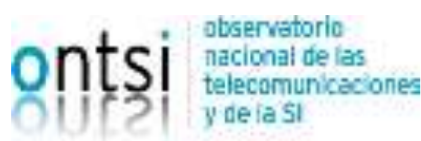 ontsi
observatorio
nacional de las
telecomunicaciones
y de la SI